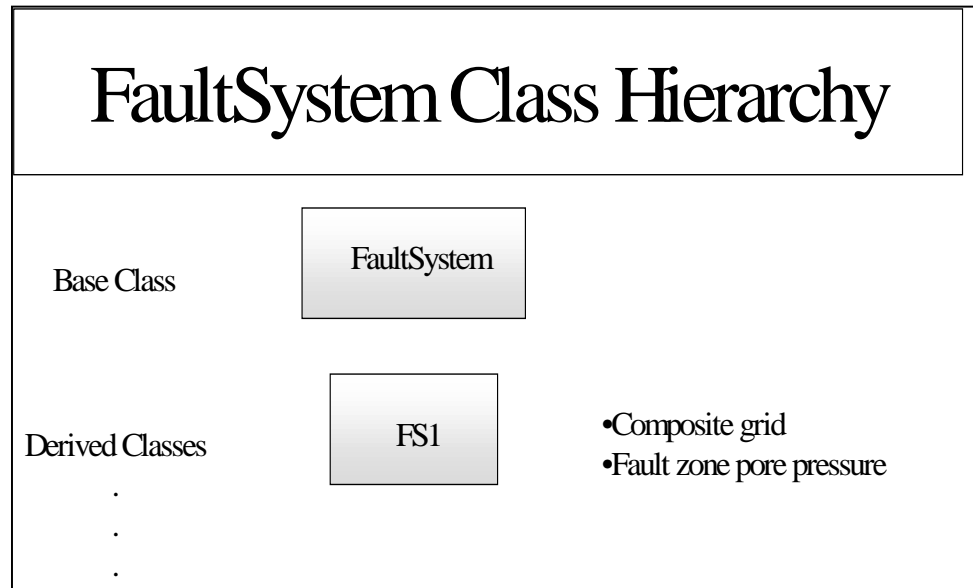 FaultSystem Class Hierarchy
FaultSystem
Base Class
FS1
Derived Classes
•Composite grid
•Fault zone pore pressure
.
.
.